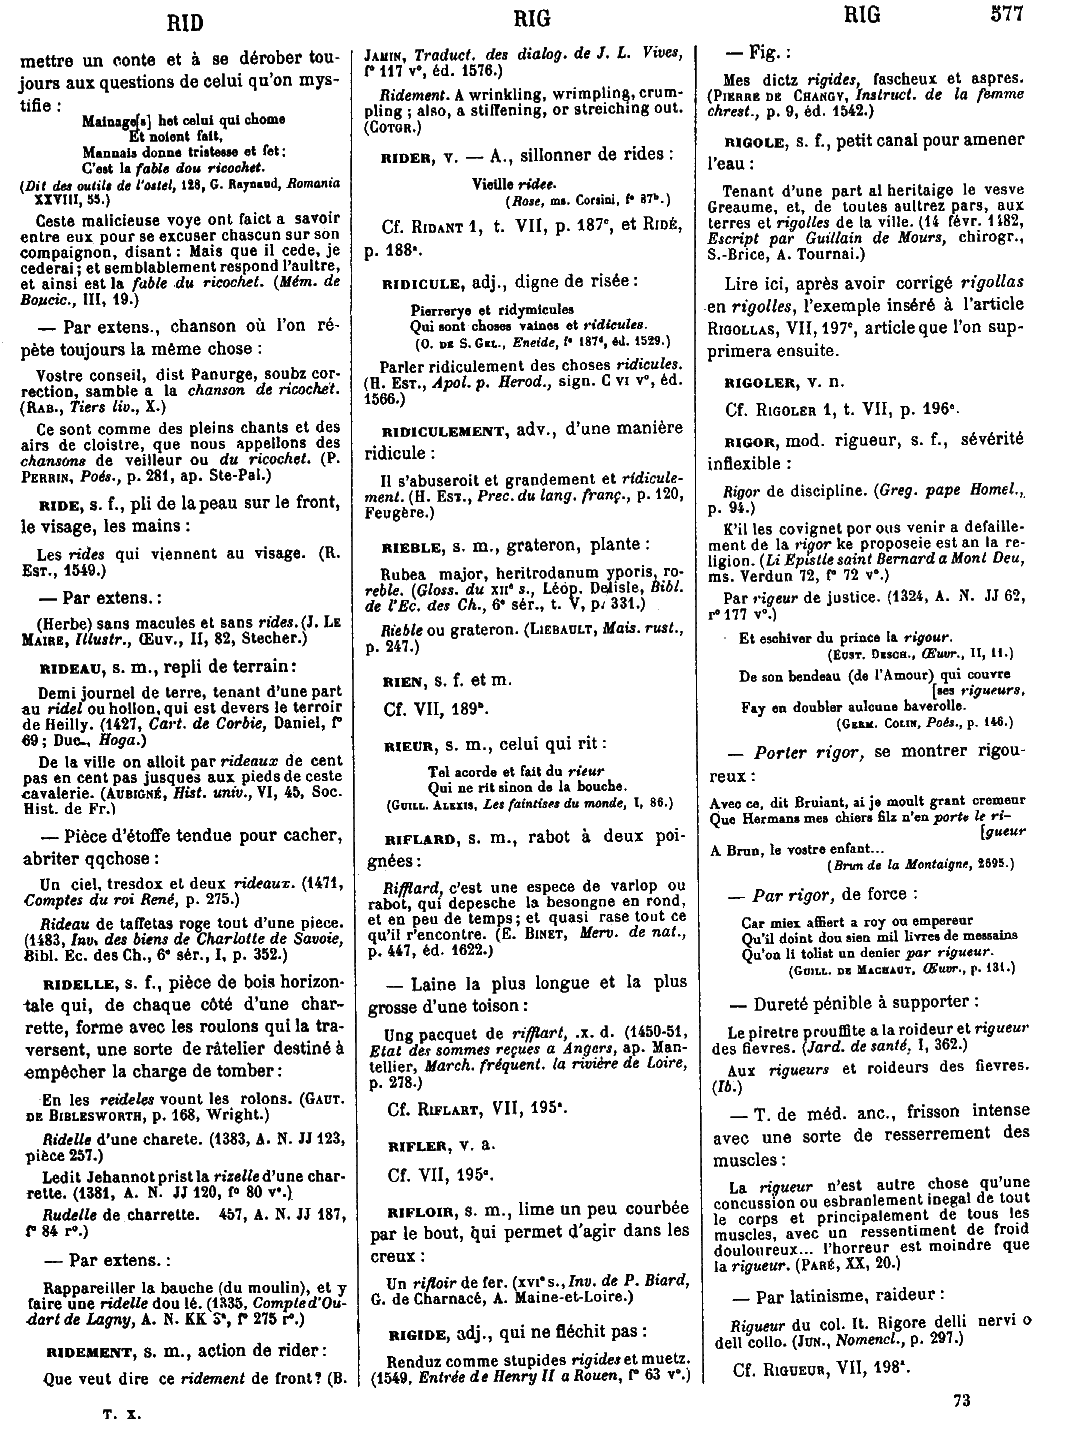 RID
RIG
RIG 577
mettre un conte et à se dérober tou-
jours aux questions de celui qu'on mys-
tifie :
Mainage[s] het celui qui chome
Et noient fait,
Mannais donne tristesse et fet :
C'est la fable dou ricochet.
(Dit des outils de l'ostel, 128, G. Raynaud, Romania
XXVIII, 55.)
Ceste malicieuse voye ont faict a savoir
entre eux pour se excuser chascun sur son
compaignon, disant : Mais que il cede, je
cederai ; et semblablement respond l'aultre,
et ainsi est la fable du ricochet. (Mém. de
Boucic., III, 19.)
— Par extens., chanson où l'on ré-
pète toujours la même chose :
Vostre conseil, dist Panurge, soubz cor-
rection, samble a la chanson de ricochet.
(RAB., Tiers liv., X.)
Ce sont comme des pleins chants et des
airs de cloistre, que nous appellons des
chansons de veilleur ou du ricochet. (P.
PERRIN, Poés., p. 281, ap. Ste-Pal.)
RIDE, s. f., pli de la peau sur le front,
le visage, les mains :
Les rides qui viennent au visage. (R.
EST., 1549.)
— Par extens. :
(Herbe) sans macules et sans rides. (J. LE
MAIRE, Illustr., Œuv., II, 82, Stecher.)
RIDEAU, s. m., repli de terrain :
Demi journel de terre, tenant d'une part
au ridel ou hollon, qui est devers le terroir
de Heilly. (1427, Cart. de Corbie, Daniel, f°
69 ; Duc., Hoga.)
De la ville on alloit par rideaux de cent
pas en cent pas jusques aux pieds de ceste
cavalerie. (AUBIGNÉ, Hist. univ., VI, 45, Soc.
Hist. de Fr.)
— Pièce d'étoffe tendue pour cacher,
abriter qqchose :
Un ciel, tresdox et deux rideaux. (1471,
Comptes du roi René, p. 275.)
Rideau de taffetas roge tout d'une piece.
(1483, Inv. des biens de Charlotte de Savoie,
Bibl. Ec. des Ch., 6e sér., I, p. 352.)
RIDELLE, s. f., pièce de bois horizon-
tale qui, de chaque côté d'une char-
rette, forme avec les roulons qui la tra-
versent, une sorte de râtelier destiné à
empêcher la charge de tomber :
En les reideles vount les rolons. (GAUT.
DE BIBLESWORTH, p. 168, Wright.)
Ridelle d'une charete. (1383, A. N. JJ 123,
pièce 257.)
Ledit Jehannot prist la rizelle d'une char-
rette. (1381, A. N. JJ 120, f° 80 v°.)
Rudelle de charrette. 457, A. N. JJ 187,
f° 84 r°.)
— Par extens. :
Rappareiller la bauche (du moulin), et y
faire une ridelle dou lé. (1335, Compte d'Ou-
dart de Lagny, A. N. KK 3a, f° 275 r°.)
RIDEMENT, s. m., action de rider :
Que veut dire ce ridement de front ? (B.
T. X.
JAMIN, Traduct. des dialog. de J. L. Vives,
f° 117 v°, éd. 1576.)
Ridement. A wrinkling, wrimpling, crum-
pling ; also, a stiffening, or streiching out.
(COTGR.)
RIDER, v. — A., sillonner de rides :
Vieille ridee.
(Rose, ms. Corsini, f° 87b.)
Cf. RIDANT 1, t. VII, p. 187c, et RIDÉ,
p. 188a.
RIDICULE, adj., digne de risée :
Pierrerye et ridymicules
Qui sont choses vaines et ridicules.
(O. DE S. GEL., Eneide, f° 187d, éd. 1529.)
Parler ridiculement des choses ridicules.
(H. EST., Apol. p. Herod., sign. C VI v°, éd.
1566.)
RIDICULEMENT, adv., d'une manière
ridicule :
Il s'abuseroit et grandement et ridicule-
ment. (H. EST., Prec. du lang. franç., p. 120,
Feugère.)
RIEBLE, s. m., grateron, plante :
Rubea major, heritrodanum yporis, ro-
reble. (Gloss. du XIIe s., Léop. Delisle, Bibl.
de l'Ec. des Ch., 6e sér., t. V, p. 331.)
Rieble ou grateron. (LIEBAULT, Mais. rust.,
p. 247.)
RIEN, s. f. et m.
Cf. VII, 189b.
RIEUR, s. m., celui qui rit :
Tel acorde et fait du rieur
Qui ne rit sinon de la bouche.
(GUILL. ALEXIS, Les faintises du monde, I, 86.)
RIFLARD, s. m., rabot à deux poi-
gnées :
Rifflard, c'est une espece de varlop ou
rabot, qui depesche la besongne en rond,
et en peu de temps ; et quasi rase tout ce
qu'il r'encontre. (E. BINET, Merv. de nat.,
p. 447, éd. 1622.)
— Laine la plus longue et la plus
grosse d'une toison :
Ung pacquet de rifflart, .x. d. (1450-51,
Etat des sommes reçues a Angers, ap. Man-
tellier, March. fréquent. la rivière de Loire,
p. 278.)
Cf. RIFLART, VII, 195a.
RIFLER, v. a.
Cf. VII, 195a.
RIFLOIR, s. m., lime un peu courbée
par le bout, qui permet d'agir dans les
creux :
Un rifloir de fer. (XVIe s., Inv. de P. Biard,
G. de Charnacé, A. Maine-et-Loire.)
RIGIDE, adj., qui ne fléchit pas :
Renduz comme stupides rigides et muetz.
(1549, Entrée de Henry II a Rouen, f° 63 v°.)
— Fig. :
Mes dictz rigides, fascheux et aspres.
(PIERRE DE CHANGY, Instruct. de la femme
chrest., p. 9, éd. 1542.)
RIGOLE, s. f., petit canal pour amener
l'eau :
Tenant d'une part al heritaige le vesve
Greaume, et, de toutes aultrez pars, aux
terres et rigolles de la ville. (14 févr. 1482,
Escript par Guillain de Mours, chirogr.,
S.-Brice, A. Tournai.)
Lire ici, après avoir corrigé rigollas
en rigolles, l'exemple inséré à l'article
RIGOLLAS, VII, 197c, article que l'on sup-
primera ensuite.
RIGOLER, v. n.
Cf. RIGOLER 1, t. VII, p. 196c.
RIGOR, mod. rigueur, s. f., sévérité
inflexible :
Rigor de discipline. (Greg. pape Homel.,
p. 94.)
K'il les covignet por ous venir a defaille-
ment de la rigor ke proposeie est an la re-
ligion. (Li Epistle saint Bernard a Mont Deu,
ms. Verdun 72, f° 72 v°.)
Par rigeur de justice. (1324, A. N. JJ 62,
r° 177 v°.)
Et eschiver du prince la rigour.
(EUST. DESCH., Œuvr., II, 11.)
De son bendeau (de l'Amour) qui couvre
[ses rigueurs,
Fay en doubler aulcune baverolle.
(GERM. COLIN, Poés., p. 146.)
— Porter rigor, se montrer rigou-
reux :
Aveo ce, dit Bruiant, ai je moult grant cremeur
Que Hermans mes chiers filz n'en porte le ri-
[gueur
A Brun, le vostre enfant...
(Brun de la Montaigne, 2695.)
— Par rigor, de force :
Car miex affiert a roy ou empereur
Qu'il doint dou sien mil livres de messains
Qu'on li tolist un denier par rigueur.
(GUILL. DE MACHAUT, Œuvr., p. 131.)
— Dureté pénible à supporter :
Le piretre prouffite a la roideur et rigueur
des fievres. (Jard. de santé, I, 362.)
Aux rigueurs et roideurs des fievres.
(Ib.)
— T. de méd. anc., frisson intense
avec une sorte de resserrement des
muscles :
La rigueur n'est autre chose qu'une
concussion ou esbranlement inegal de tout
le corps et principalement de tous les
muscles, avec un ressentiment de froid
douloureux... l'horreur est moindre que
la rigueur. (PARÉ, XX, 20.)
— Par latinisme, raideur :
Rigueur du col. It. Rigore delli nervi o
dell collo. (JUN., Nomencl., p. 297.)
Cf. RIGUEUR, VII, 198a.
73